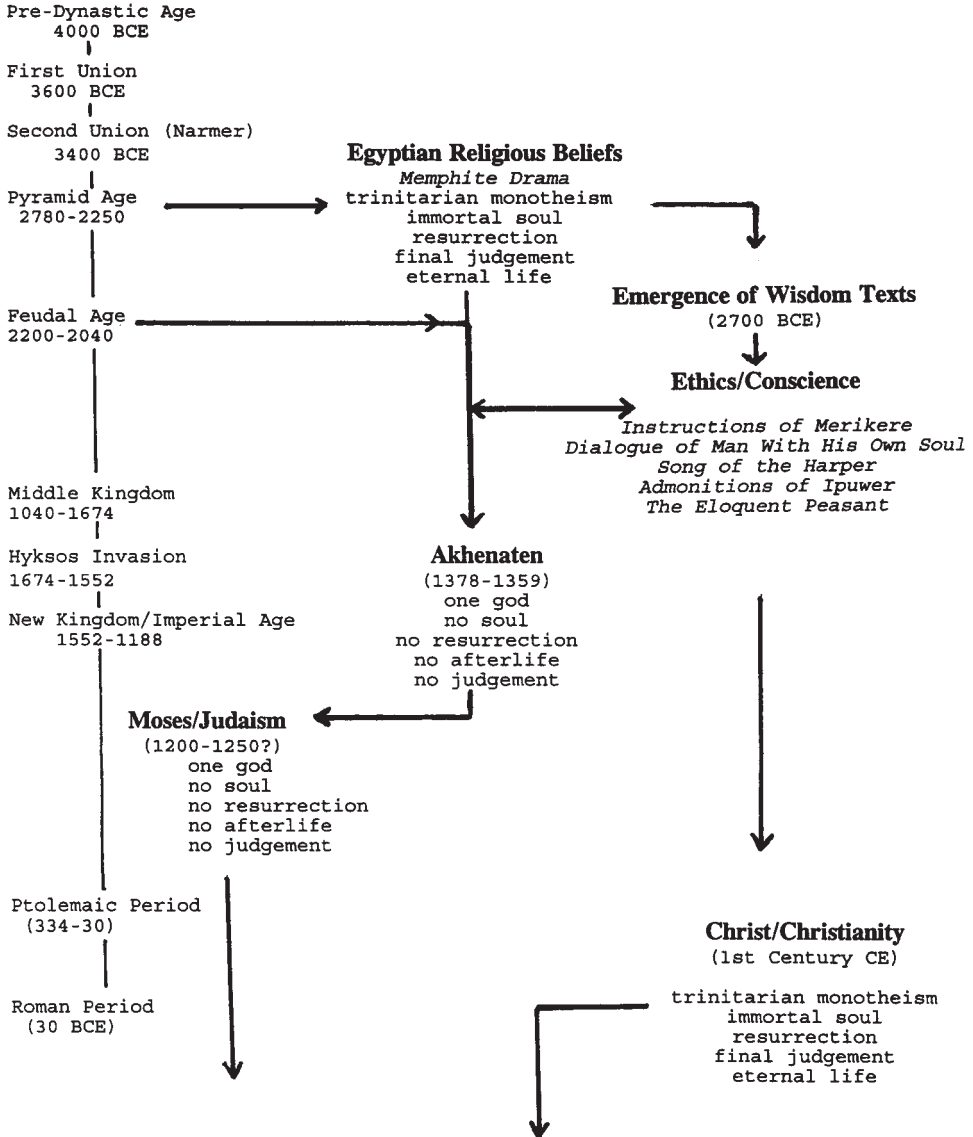 Pre-Dynastic Age
4000 BCE
First Union
3600 BCE
Second Union (Narmer)
3400 BCE
Pyramid Age
2780-2250
Feudal Age
2200-2040
Middle Kingdom
1040-1674
Hyksos Invasion
1674-1552
New Kingdom/Imperial Age
1552-1188
Ptolemaic Period
(334-30)
Roman Period
(30 BCE)
Egyptian Religious Beliefs
Memphite Drama
trinitarian monotheism
immortal soul
resurrection
final judgement
eternal life
Emergence of Wisdom Texts
(2700 BCE)
Ethics/Conscience
Instructions of Merikere
Dialogue of Man With His Own Soul
Song of the Harper
Admonitions of Ipuwer
The Eloquent Peasant
Akhenaten
(1378-1359)
one god
no soul
no resurrection
no afterlife
no judgement
Moses/Judaism
(1200-1250?)
one god
no soul
no resurrection
no afterlife
no judgement
Christ/Christianity
(1st Century CE)
trinitarian monotheism
immortal soul
resurrection
final judgement
eternal life